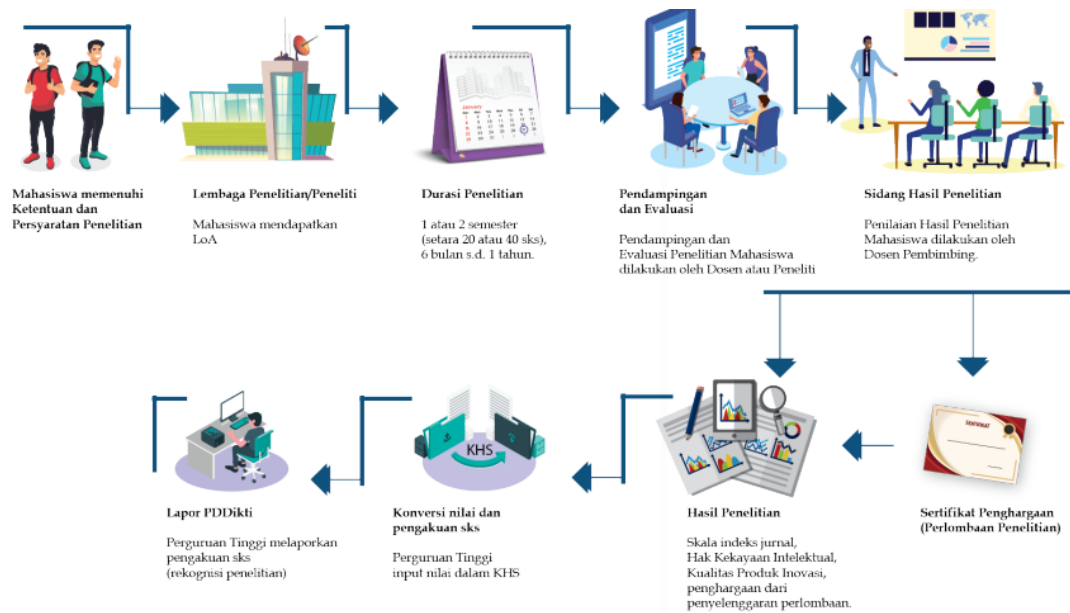 Mahasiswa memenuhi
Ketentuan dan
Persyaratan Penelitian
Lembaga Penelitian/Peneliti
Mahasiswa mendapatkan
LoA
January
Durasi Penelitian
1 atau 2 semester
(setara 20 atau 40 sks),
6 bulan s.d. 1 tahun.
Pendampingan
dan Evaluasi
Pendampingan dan
Evaluasi Penelitian Mahasiswa
dilakukan oleh Dosen atau Peneliti
Sidang Hasil Penelitian
Penilaian Hasil Penelitian
Mahasiswa dilakukan oleh
Dosen Pembimbing.
Lapor PDDikti
Perguruan Tinggi melaporkan
pengakuan sks
(rekognisi penelitian)
KHS
Konversi nilai dan
pengakuan sks
Perguruan Tinggi
input nilai dalam KHS
Hasil Penelitian
Skala indeks jurnal,
Hak Kekayaan Intelektual,
Kualitas Produk Inovasi,
penghargaan dari
penyelenggaran perlombaan.
SERTIFIKAT
Sertifikat Penghargaan
(Perlombaan Penelitian)